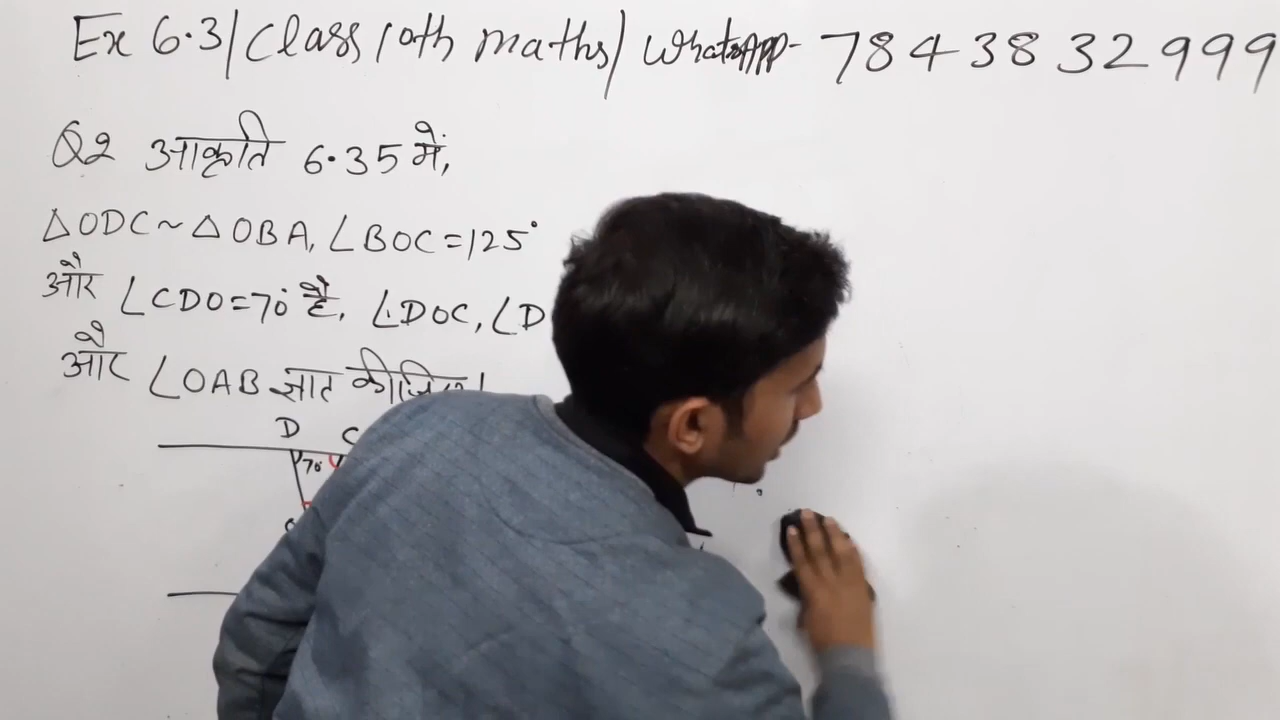 Ex 6.3/Class 10th maths/ WhatsApp- 7843832999
Q2 आकृति 6.35 में,
△ODC ~ △OBA, ∠BOC = 125°
और ∠CDO = 70° है, ∠DOC, ∠D
और ∠OAB ज्ञात कीजिए।
D C
70°